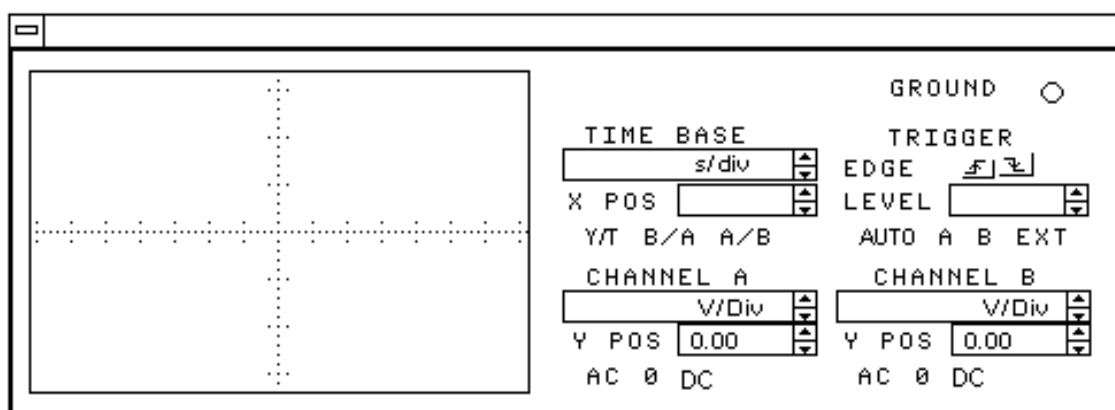 GROUND
TIME BASE
TRIGGER
s/div
EDGE
X POS
LEVEL
Y/T B/A A/B
AUTO A B EXT
CHANNEL A
CHANNEL B
V/Div
V/Div
Y POS 0.00
Y POS 0.00
AC 0 DC
AC 0 DC